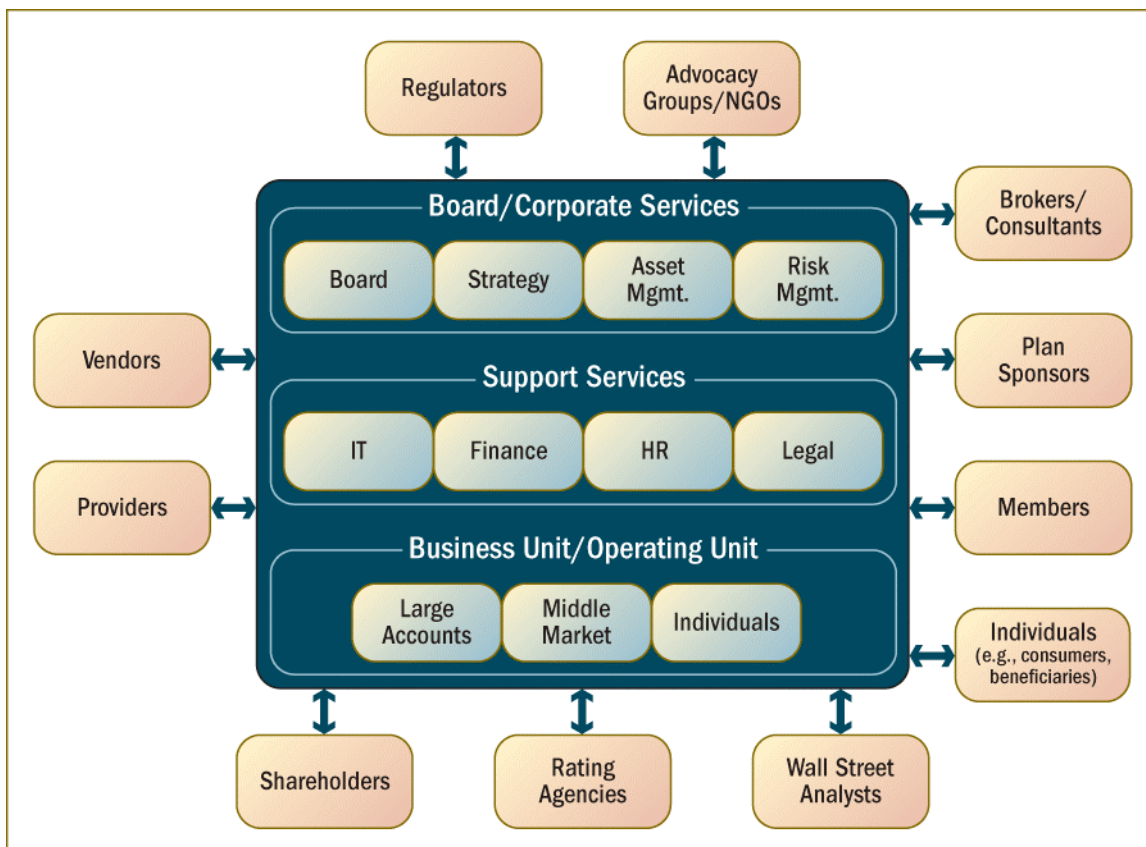 Regulators
Advocacy
Groups/NGOs
Board/Corporate Services
Brokers/
Consultants
Board
Strategy
Asset
Mgmt.
Risk
Mgmt.
Vendors
Plan
Sponsors
Support Services
IT
Finance
HR
Legal
Providers
Members
Business Unit/Operating Unit
Large
Accounts
Middle
Market
Individuals
Individuals
(e.g., consumers,
beneficiaries)
Shareholders
Rating
Agencies
Wall Street
Analysts